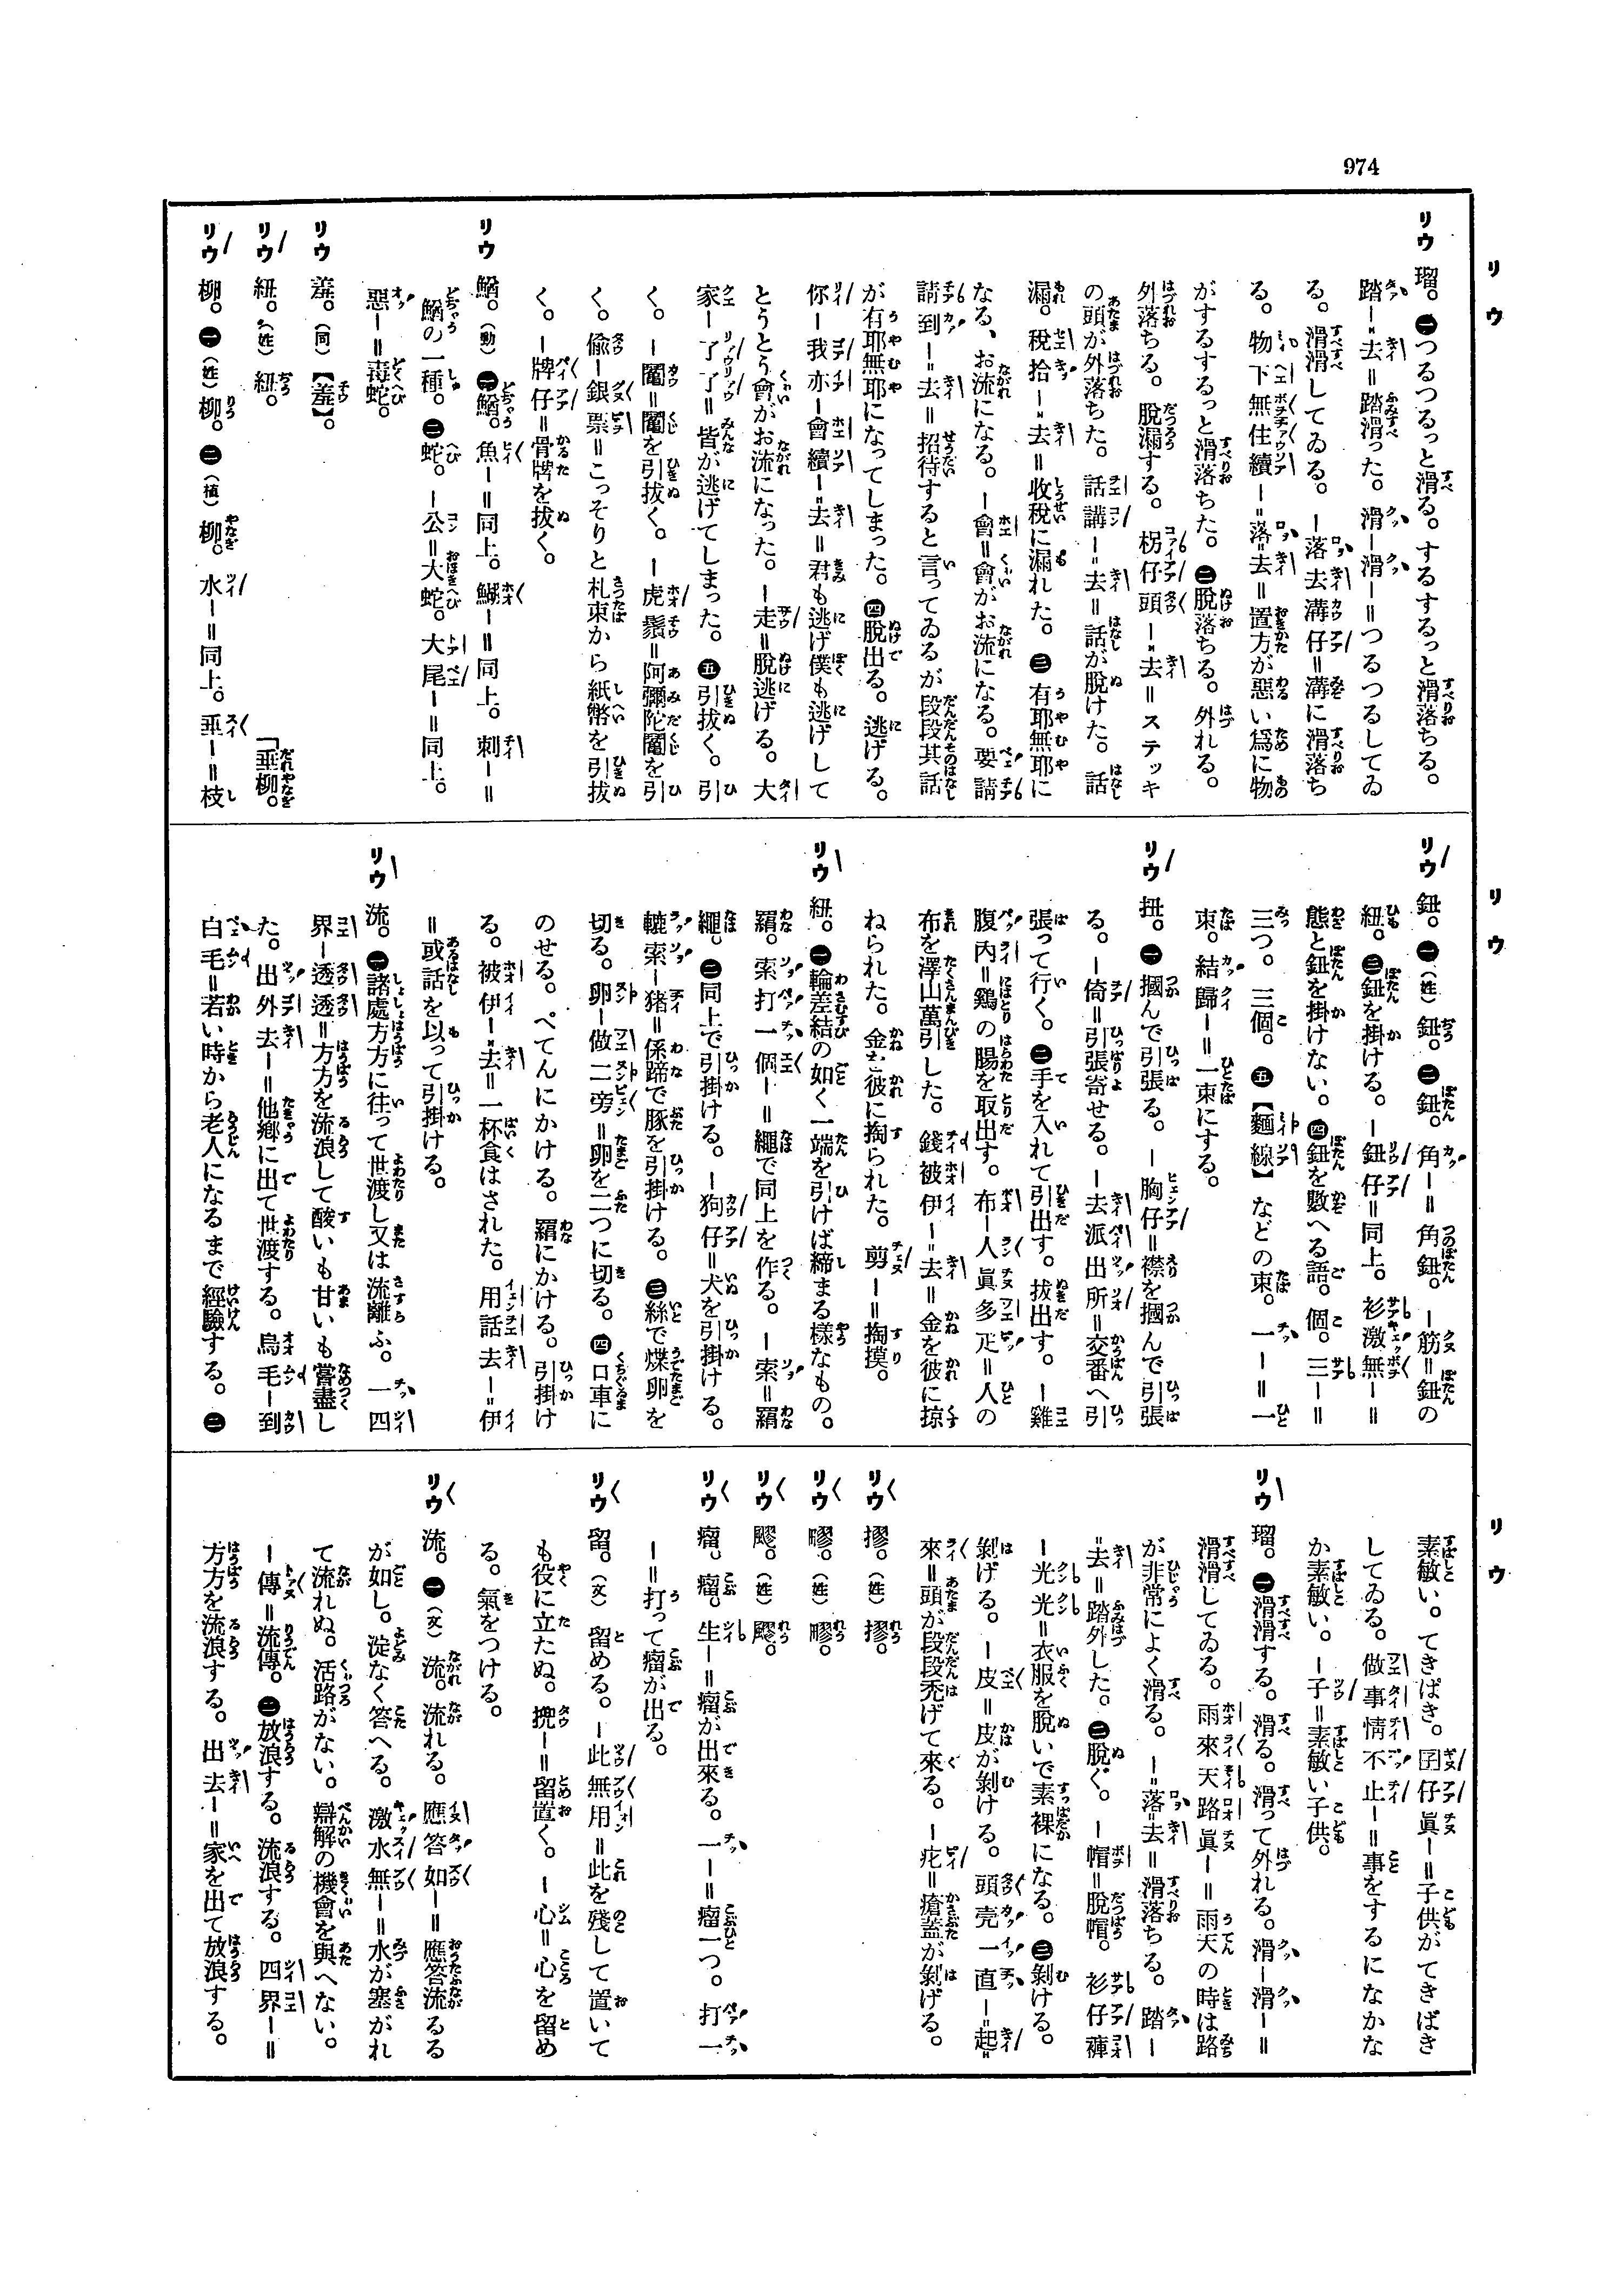 974
リウ
リウ 瑠。㊀つるつるっと滑る。するするっと滑落ちる。
踏ー〻去=踏滑った。滑ー滑ー=つるつるしてゐ
る。滑滑してゐる。ー落去溝仔=溝に滑落ち
る。物下無住續ー〻落〻去=置方が惡い爲に物
がするするっと滑落ちた。㊁脫落ちる。外れる。
外落ちる。脫漏する。柺仔頭ー〻去=ステッキ
の頭が外落ちた。話講ー〻去=話が脫けた。話
漏。稅拾ー〻去=收稅に漏れた。㊂有耶無耶に
なる、お流になる。ー會=會がお流になる。要請
請到ー〻去=招待すると言ってゐるが段段其話
が有耶無耶になってしまった。㊃脫出る。逃げる。
你ー我亦ー會續ー〻去=君も逃げ僕も逃げして
とうとう會がお流になった。ー走=脫逃げる。大
家ー了了=皆が逃げてしまった。㊄引拔く。引
く。ー鬮=鬮を引拔く。ー虎鬚=阿彌陀鬮を引
く。偸ー銀票=こっそりと札束から紙幣を引拔
く。ー牌仔=骨牌を拔く。
リウ 鰌。(動)㊀鰌。魚ー=同上。鰗ー=同上。刺ー=
鰌の一種。㊁蛇。ー公=大蛇。大尾ー=同上。
惡ー=毒蛇。
リウ 羞。(同)【羞】。
リウ 紐。(姓)紐。
リウ 柳。㊀(姓)柳。㊁(植)柳。水ー=同上。垂ー=枝
「垂柳。
リウ
リウ 鈕。㊀(姓)鈕。㊁鈕。角ー=角鈕。ー筋=鈕の
紐。㊂鈕を掛ける。ー鈕仔=同上。衫激無ー=
態と鈕を掛けない。㊃鈕を數へる語。個。三ー=
三つ。三個。㊄【麵線】などの束。一ー=一
束。結歸ー=一束にする。
リウ 扭。㊀摑んで引張る。ー胸仔=襟を摑んで引張
る。ー倚=引張寄せる。ー去派出所=交番へ引
張って行く。㊁手を入れて引出す。拔出す。ー雞
腹內=鷄の腸を取出す。布ー人眞多疋=人の
布を澤山萬引した。錢被伊ー〻去=金を彼に掠
ねられた。金を彼に掏られた。剪ー=掏摸。
リウ 紐。㊀輪差結の如く一端を引けば締まる樣なもの。
羂。索打一個ー=繩で同上を作る。ー索=羂
繩。㊁同上で引掛ける。ー狗仔=犬を引掛ける。
索ー猪=係蹄で豚を引掛ける。㊂絲で煠卵を
切る。卵ー做二旁=卵を二つに切る。㊃口車に
のせる。ぺてんにかける。羂にかける。引掛け
る。被伊ー〻去=一杯食はされた。用話去ー=伊
=或話を以って引掛ける。
リウ 流。㊀諸處方方に往って世渡し又は流離ふ。一四
界ー透透=方方を流浪して酸いも甘いも嘗盡し
た。出外去ー=他鄕に出て世渡する。烏毛ー到
白毛=若い時から老人になるまで經驗する。㊁
リウ
素敏い。てきぱき。囝仔眞ー=子供がてきぱき
してゐる。做事情不止ー=事をするになかな
か素敏い。ー子=素敏い子供。
リウ 瑠。㊀滑滑する。滑る。滑って外れる。滑ー滑ー=
滑滑してゐる。雨來天路眞ー=雨天の時は路
が非常によく滑る。ー〻落〻去=滑落ちる。踏ー
〻去=踏外した。㊁脫ぐ。ー帽=脫帽。衫仔褲
ー光光=衣服を脫いで素裸になる。㊂剝ける。
剝げる。ー皮=皮が剝ける。頭壳一直ー〻起〻
來=頭が段段禿げて來る。ー疕=瘡蓋が剝げる。
リウ 摎。(姓)摎。
リウ 疁。(姓)疁。
リウ 飂。(姓)飂。
リウ 瘤。瘤。生ー=瘤が出來る。一ー=瘤一つ。打一
ー=打って瘤が出る。
リウ 留。(文)留める。ー此無用=此を殘して置いて
も役に立たぬ。攪ー=留置く。ー心=心を留め
る。氣をつける。
リウ 流。㊀(文)流。流れる。應答如ー=應答流るる
が如し。淀なく答へる。激水無ー=水が塞がれ
て流れぬ。活路がない。辯解の機會を與へない。
ー傳=流傳。㊁放浪する。流浪する。四界ー=
方方を流浪する。出去ー=家を出て放浪する。